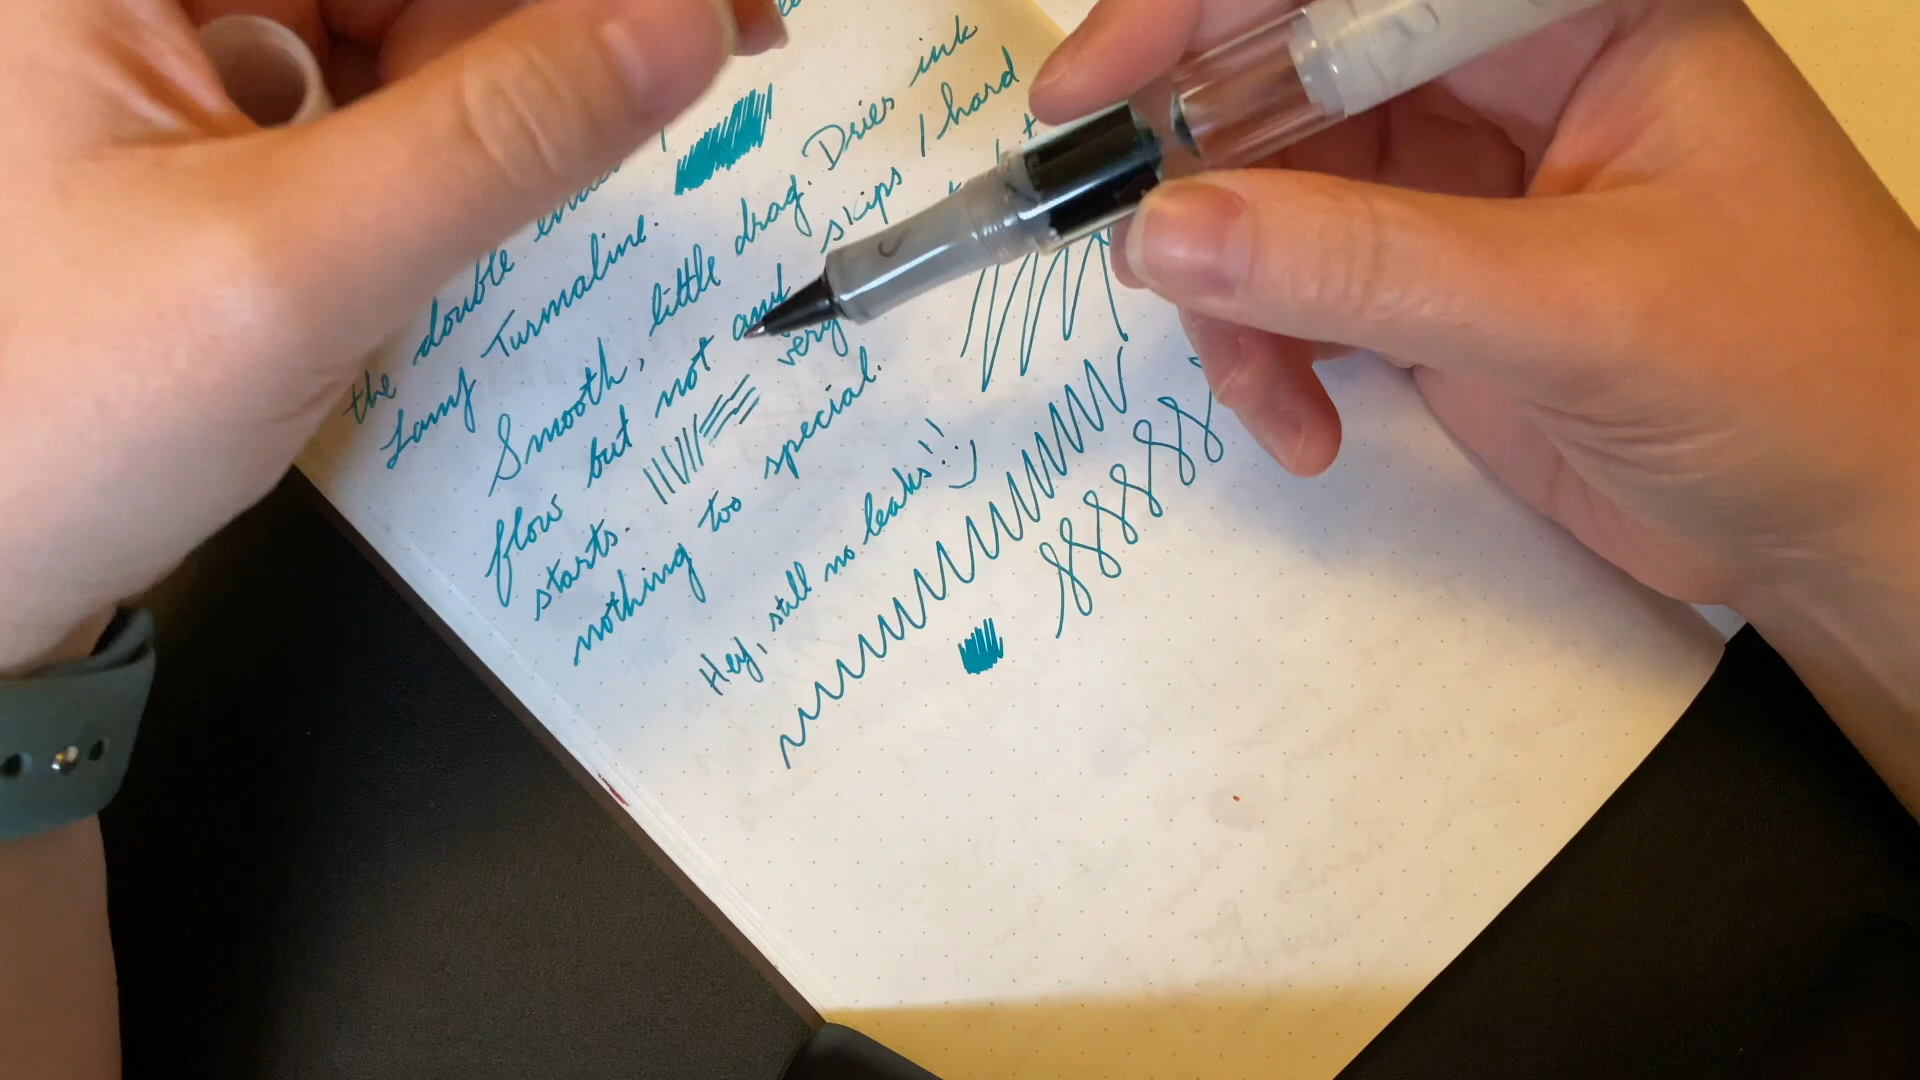 the double
Lamy Turmaline.
Smooth, little drag. Dries ink
flow but not and skips / hard
starts. very
nothing too special.
Hey, still no leaks!! :)